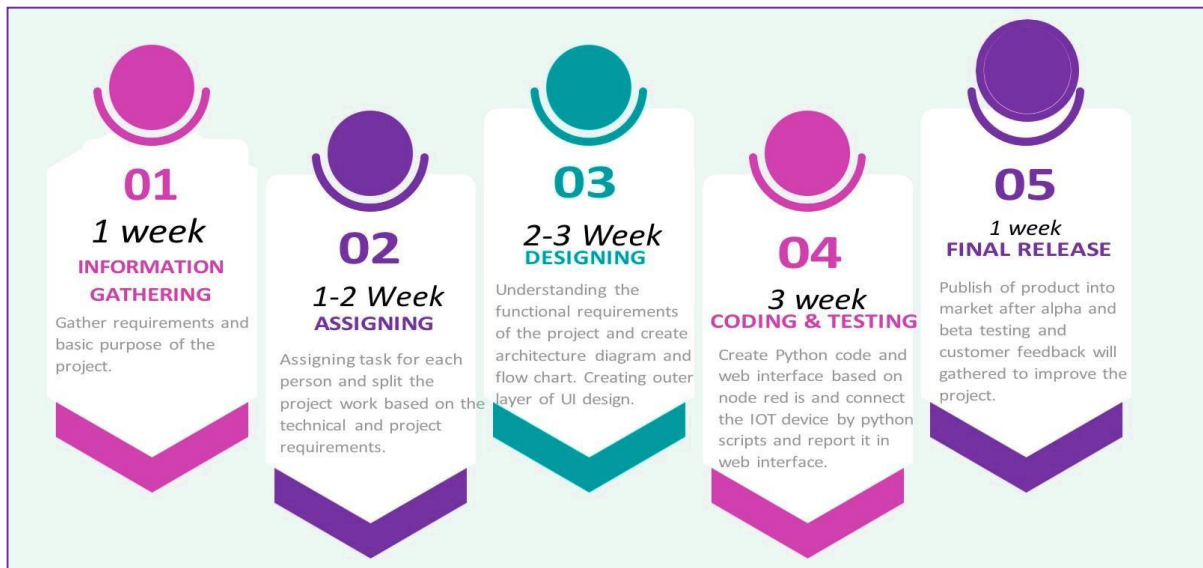 01
1 week
INFORMATION
GATHERING
Gather requirements and
basic purpose of the
project.
02
1-2 Week
ASSIGNING
Assigning task for each
person and split the
project work based on the
technical and project
requirements.
03
2-3 Week
DESIGNING
Understanding the
functional requirements
of the project and create
architecture diagram and
flow chart. Creating outer
layer of UI design.
04
3 week
CODING & TESTING
Create Python code and
web interface based on
node red is and connect
the IOT device by python
scripts and report it in
web interface.
05
1 week
FINAL RELEASE
Publish of product into
market after alpha and
beta testing and
customer feedback will
gathered to improve the
project.